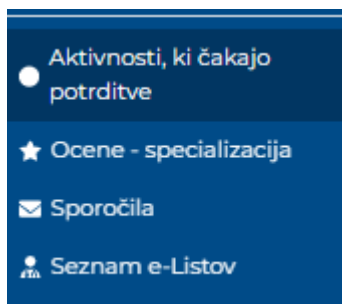 Aktivnosti, ki čakajo
potrditve
Ocene - specializacija
Sporočila
Seznam e-Listov